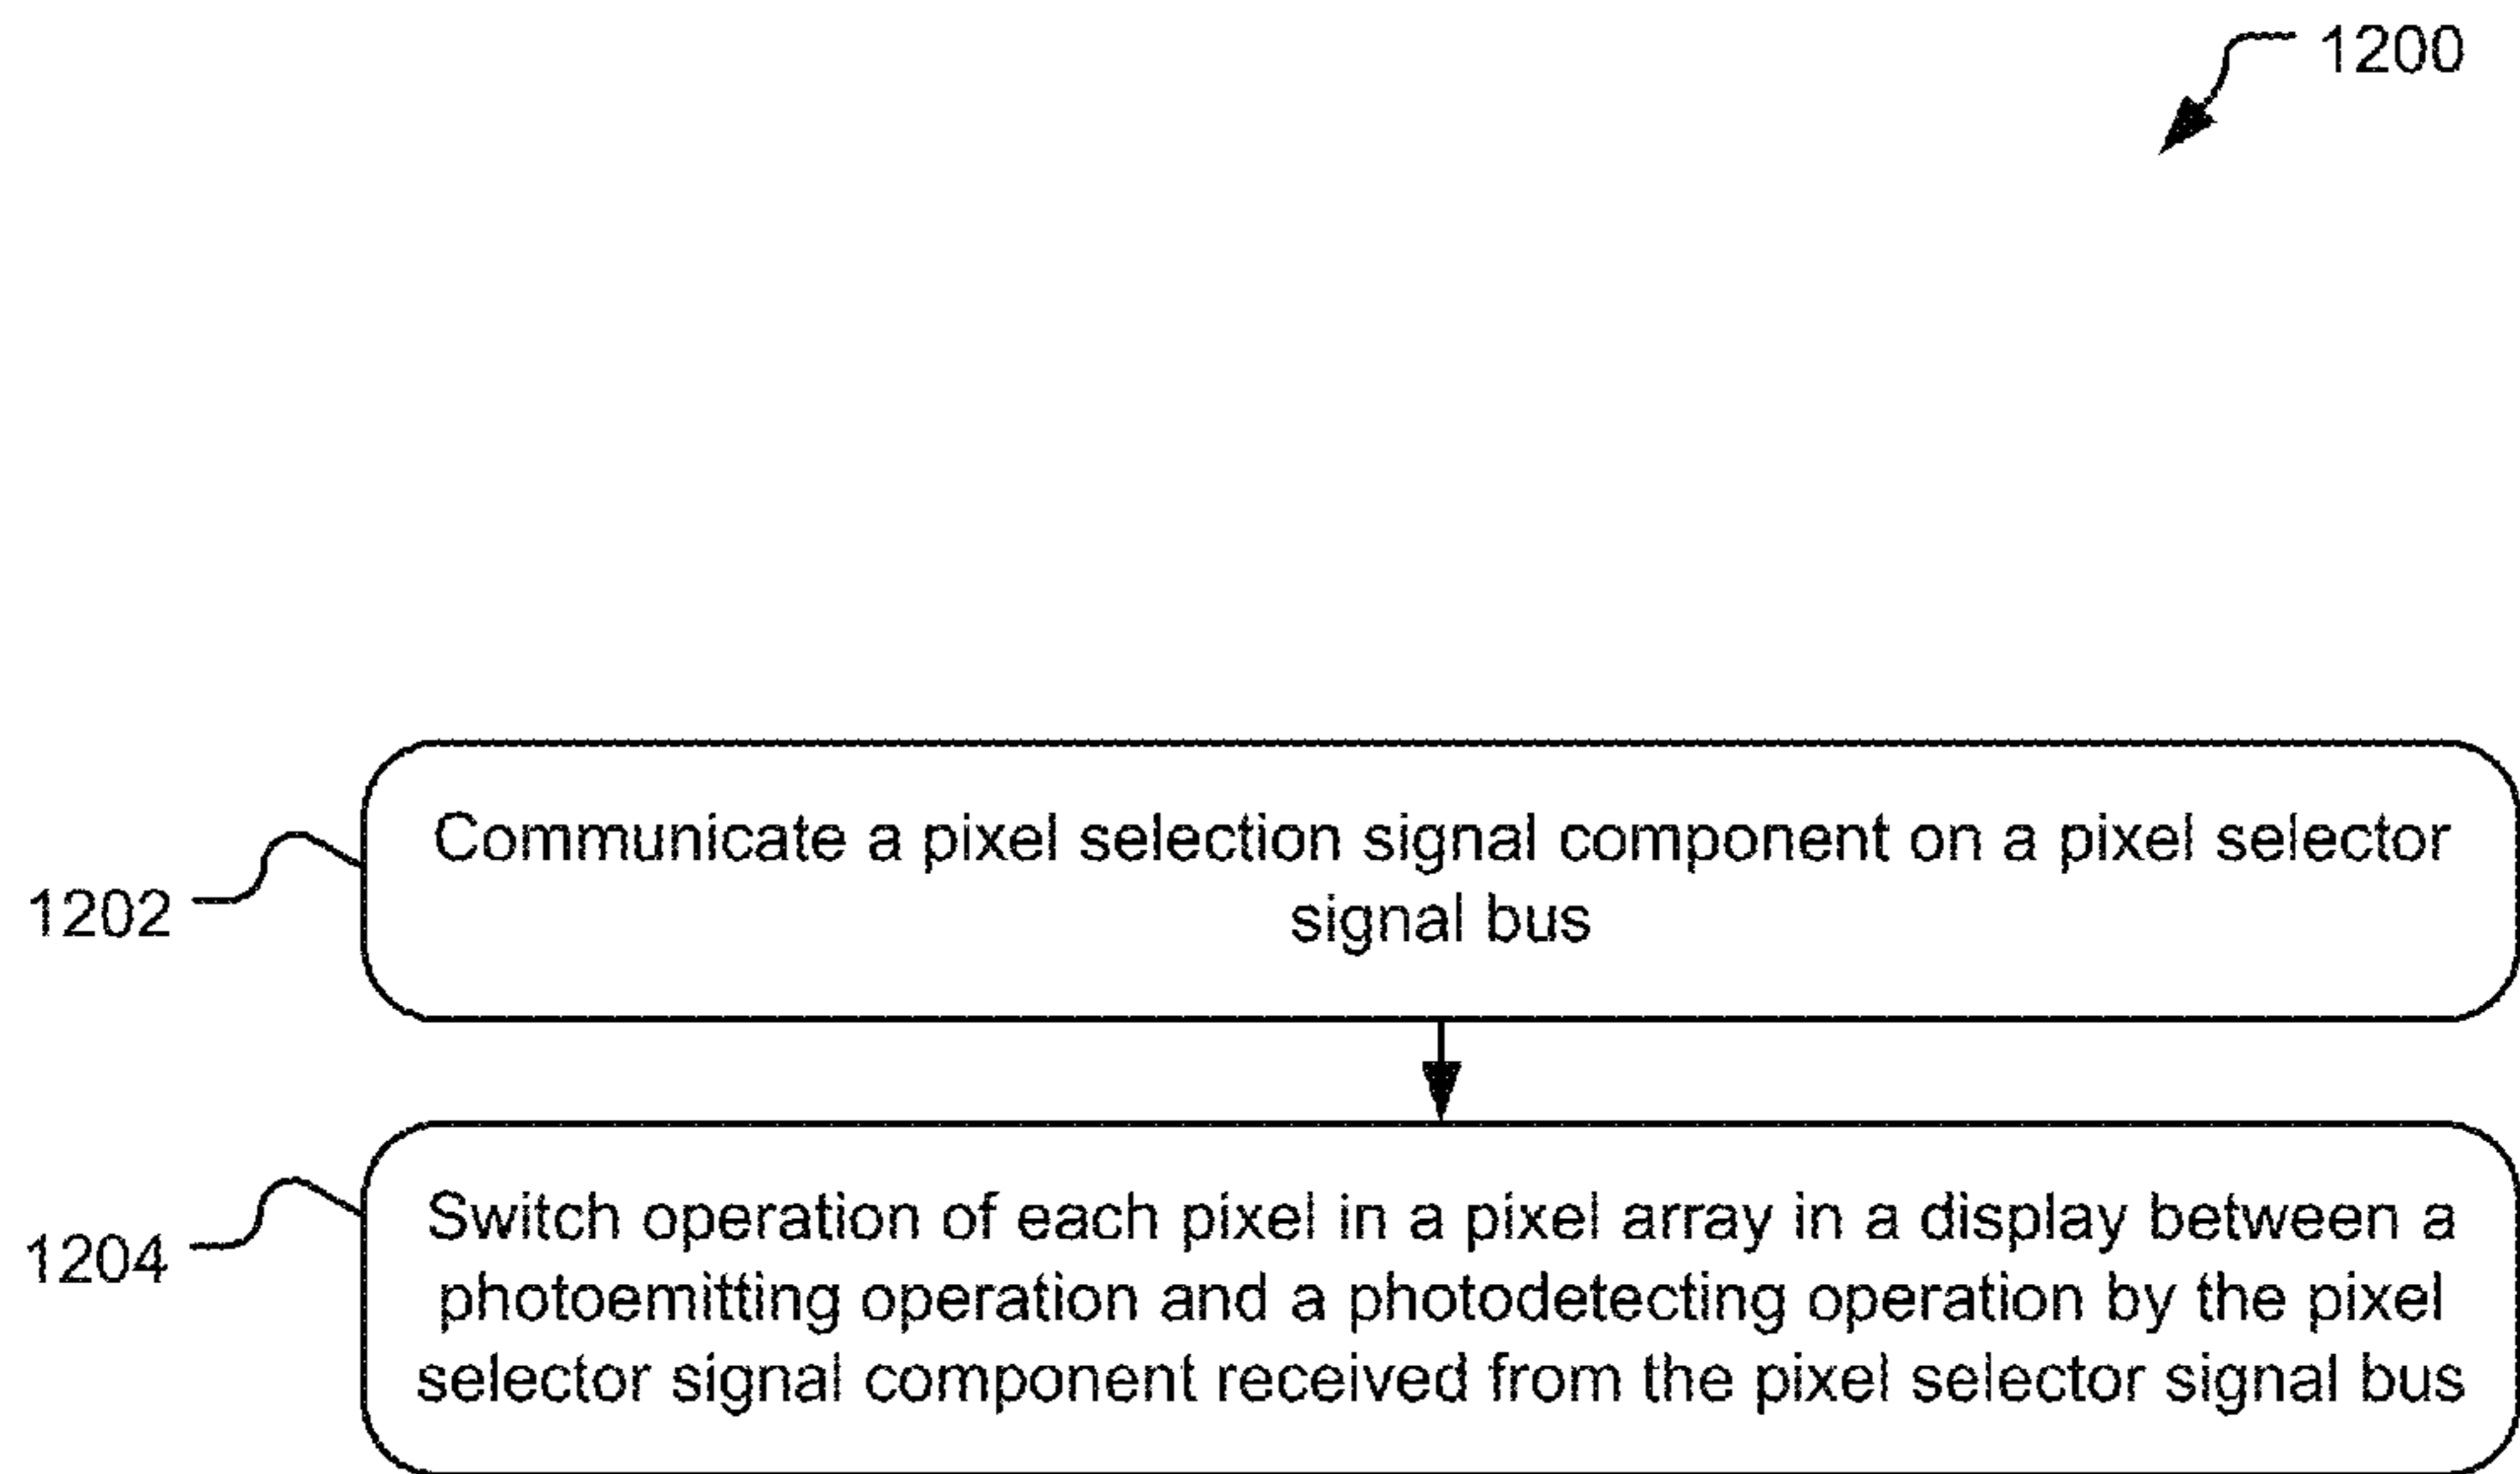 1200
Communicate a pixel selection signal component on a pixel selector
signal bus
1202
Switch operation of each pixel in a pixel array in a display between a
photoemitting operation and a photodetecting operation by the pixel
selector signal component received from the pixel selector signal bus
1204